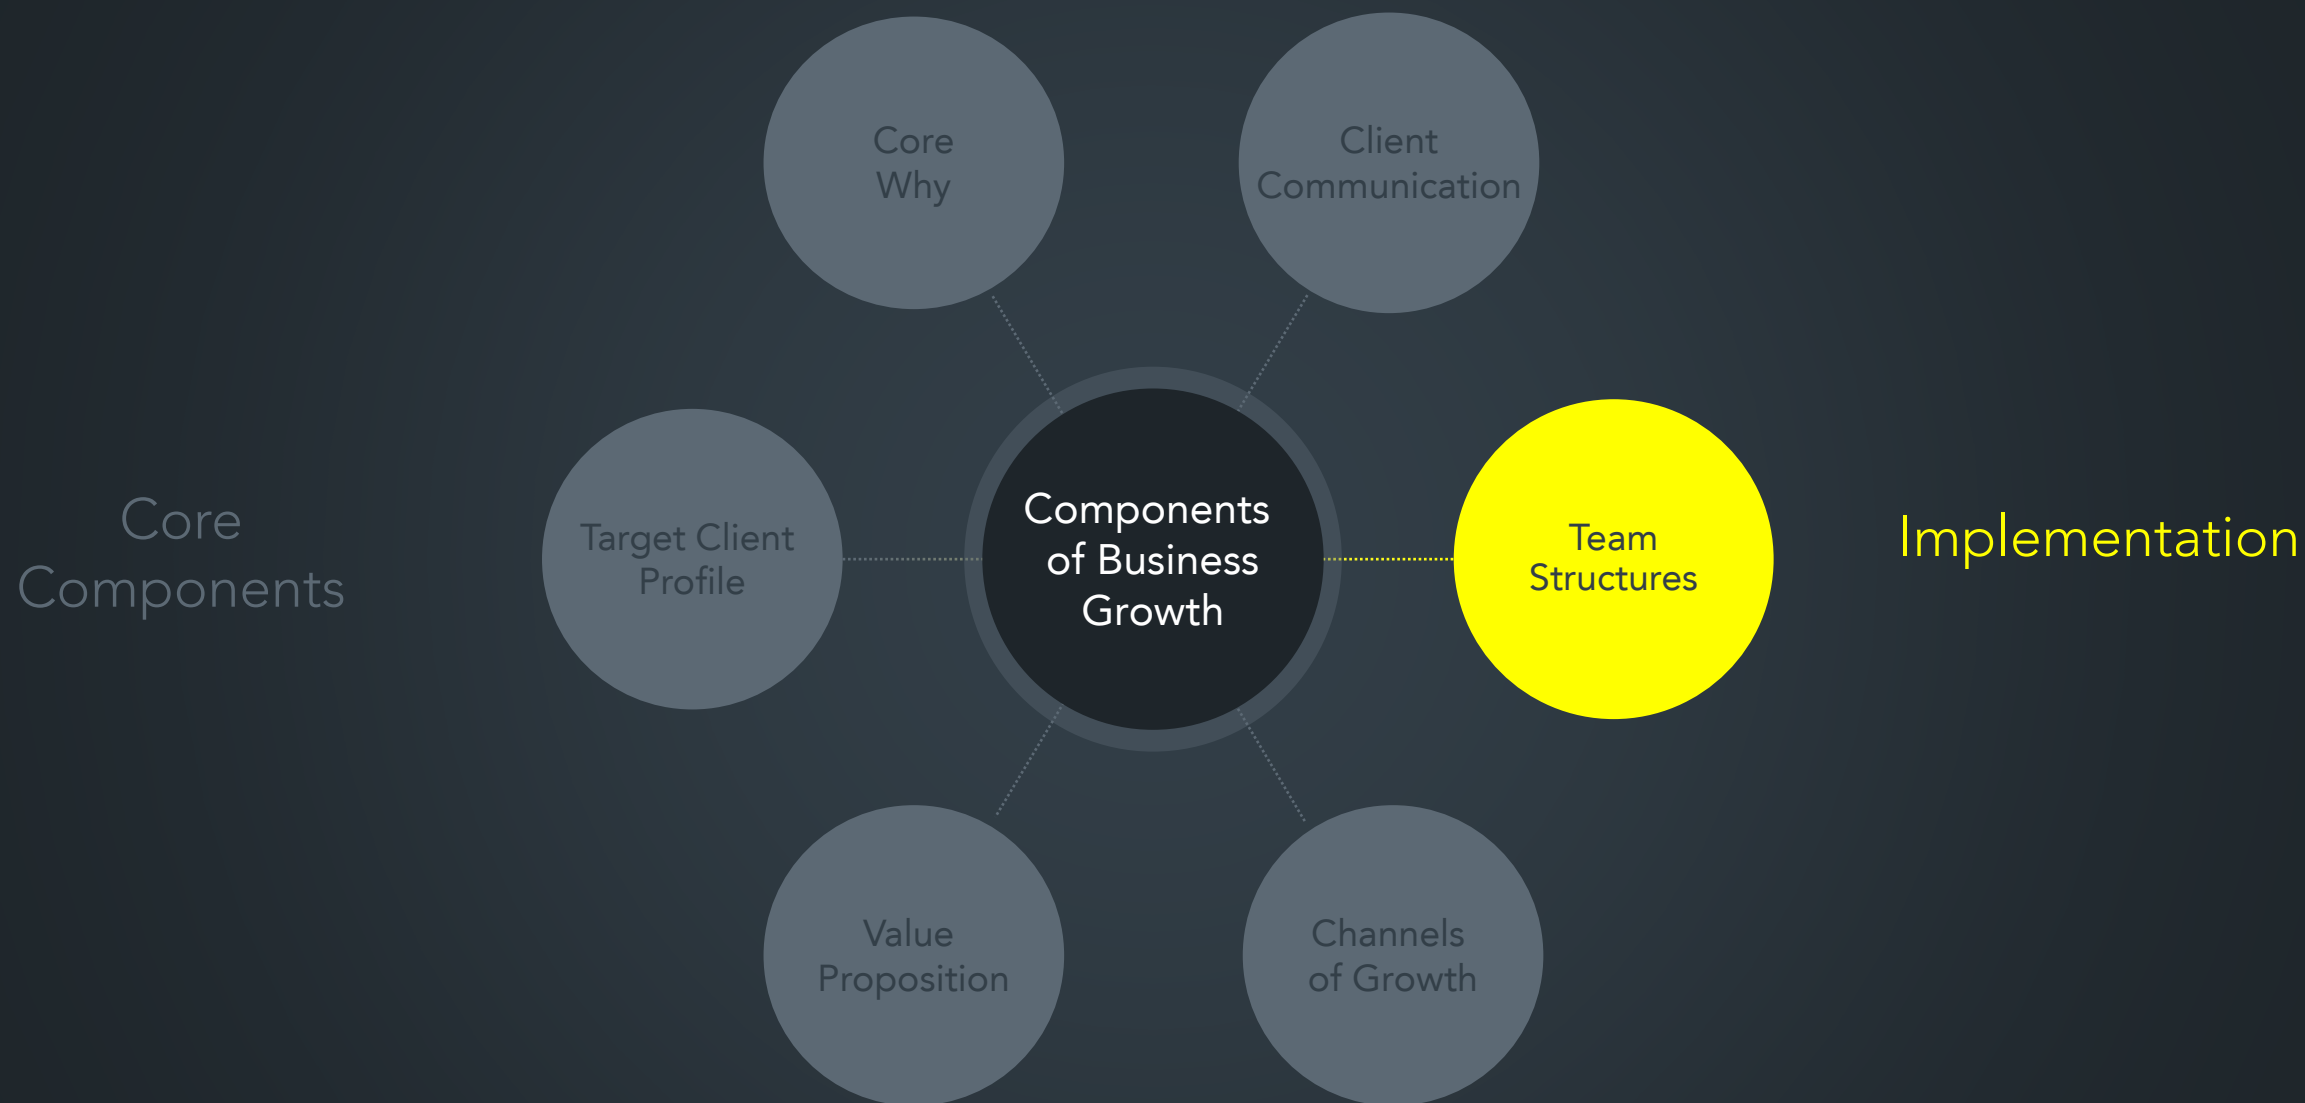 Core
Why
Client
Communication
Core
Components
Target Client
Profile
Components
of Business
Growth
Team
Structures
Implementation
Value
Proposition
Channels
of Growth